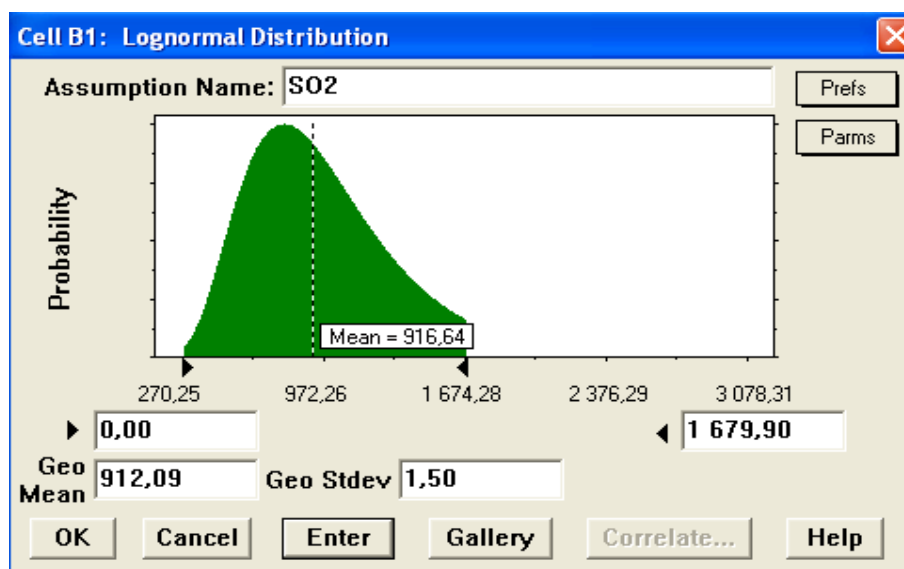 Cell B1: Lognormal Distribution
Assumption Name: SO2
Prefs
Parms
Probability
Mean = 916,64
270,25 972,26 1 674,28 2 376,29 3 078,31
0,00 1 679,90
Geo Mean 912,09 Geo Stdev 1,50
OK Cancel Enter Gallery Correlate... Help